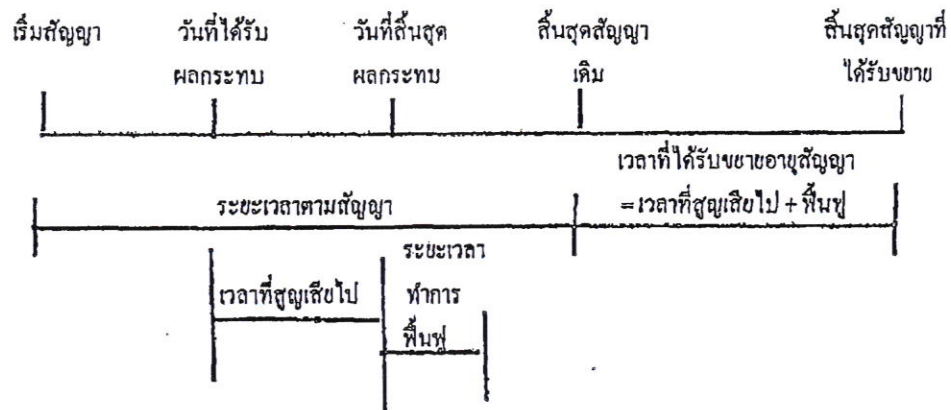 เริ่มสัญญา
วันที่ได้รับ
ผลกระทบ
วันที่สิ้นสุด
ผลกระทบ
สิ้นสุดสัญญา
เดิม
สิ้นสุดสัญญาที่
ได้รับขยาย
เวลาที่ได้รับขยายอายุสัญญา
=เวลาที่สูญเสียไป + ฟื้นฟู
ระยะเวลาตามสัญญา
ระยะเวลา
ทำการ
ฟื้นฟู
เวลาที่สูญเสียไป